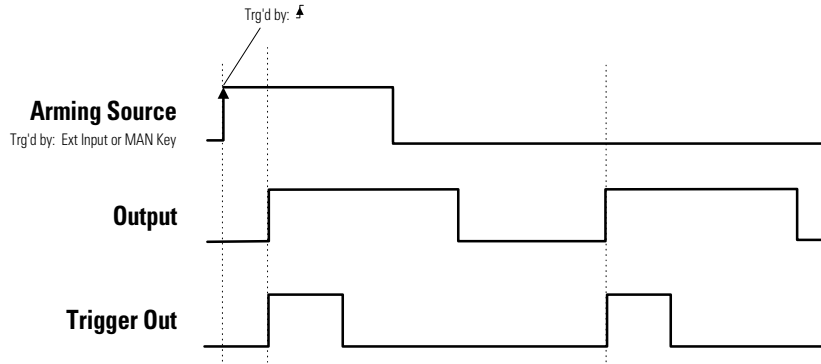 Trg'd by:
Arming Source
Trg'd by: Ext Input or MAN Key
Output
Trigger Out